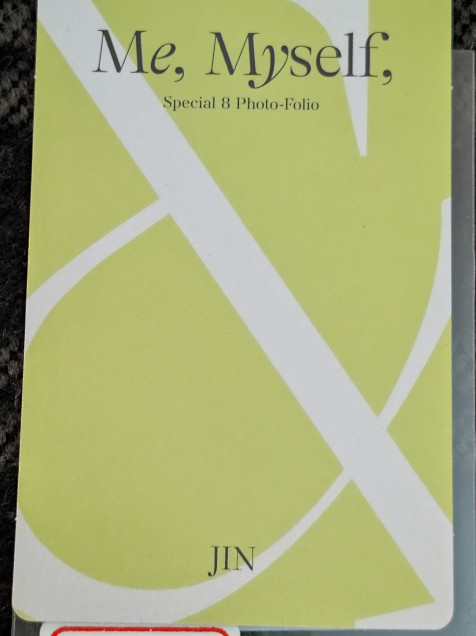 Me, Myself,
Special 8 Photo-Folio
JIN